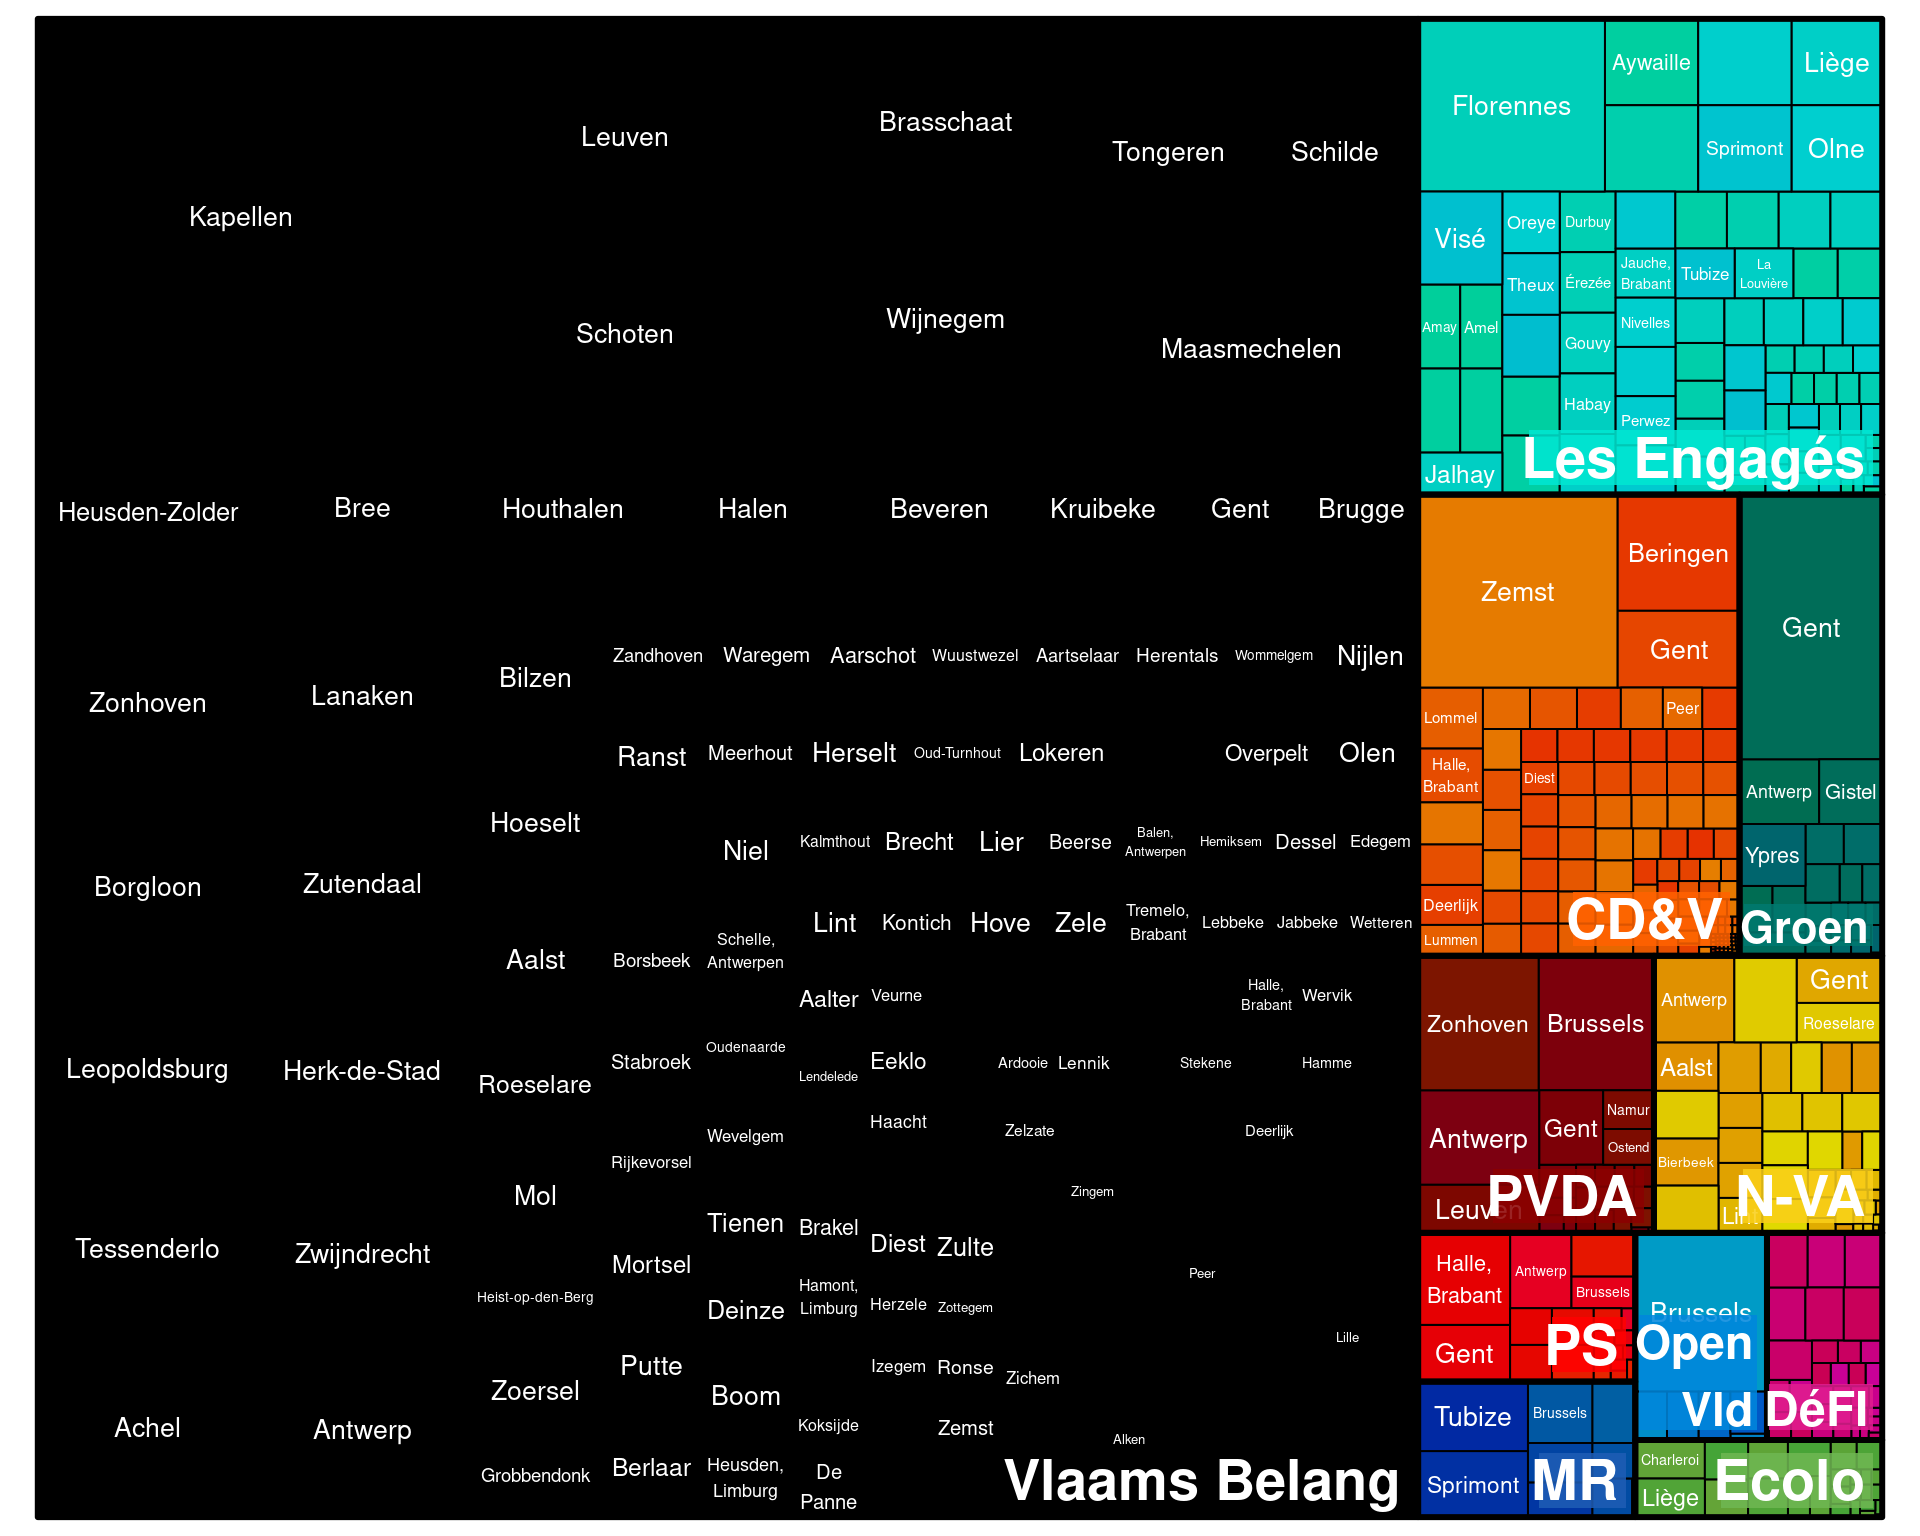 Kapellen
Leuven
Brasschaat
Tongeren
Schilde
Schoten
Wijnegem
Maasmechelen
Heusden-Zolder
Bree
Houthalen
Halen
Beveren
Kruibeke
Gent
Brugge
Zonhoven
Lanaken
Bilzen
Zandhoven
Waregem
Aarschot
Wuustwezel
Aartselaar
Herentals
Wommelgem
Nijlen
Ranst
Meerhout
Herselt
Oud-Turnhout
Lokeren
Overpelt
Olen
Hoeselt
Niel
Kalmthout
Brecht
Lier
Beerse
Balen,
Antwerpen
Hemiksem
Dessel
Edegem
Borgloon
Zutendaal
Lint
Kontich
Hove
Zele
Tremelo,
Brabant
Lebbeke
Jabbeke
Wetteren
Aalst
Borsbeek
Schelle,
Antwerpen
Aalter
Veurne
Halle,
Brabant
Wervik
Leopoldsburg
Herk-de-Stad
Roeselare
Stabroek
Oudenaarde
Lendelede
Eeklo
Ardooie
Lennik
Stekene
Hamme
Haacht
Zelzate
Deerlijk
Wevelgem
Rijkevorsel
Mol
Zingem
Tessenderlo
Zwijndrecht
Tienen
Brakel
Diest
Zulte
Mortsel
Peer
Heist-op-den-Berg
Deinze
Hamont,
Limburg
Herzele
Zottegem
Lille
Putte
Izegem
Ronse
Zichem
Zoersel
Boom
Achel
Antwerp
Koksijde
Zemst
Alken
Grobbendonk
Berlaar
Heusden,
Limburg
De
Panne
Vlaams Belang
Florennes
Aywaille
Liège
Sprimont
Olne
Visé
Oreye
Durbuy
Theux
Érezée
Jauche,
Brabant
Tubize
La
Louvière
Amay
Amel
Gouvy
Nivelles
Habay
Perwez
Jalhay
Les Engagés
Zemst
Beringen
Gent
Lommel
Peer
Halle,
Brabant
Diest
Deerlijk
Lummen
CD&V
Gent
Antwerp
Gistel
Ypres
Groen
Zonhoven
Brussels
Antwerp
Gent
Namur
Ostend
Leuven
PVDA
Antwerp
Gent
Roeselare
Aalst
Bierbeek
Lint
N-VA
Halle,
Brabant
Antwerp
Brussels
Gent
PS
Brussels
Open
Vld
DéFI
Tubize
Brussels
Sprimont
MR
Charleroi
Liège
Ecolo